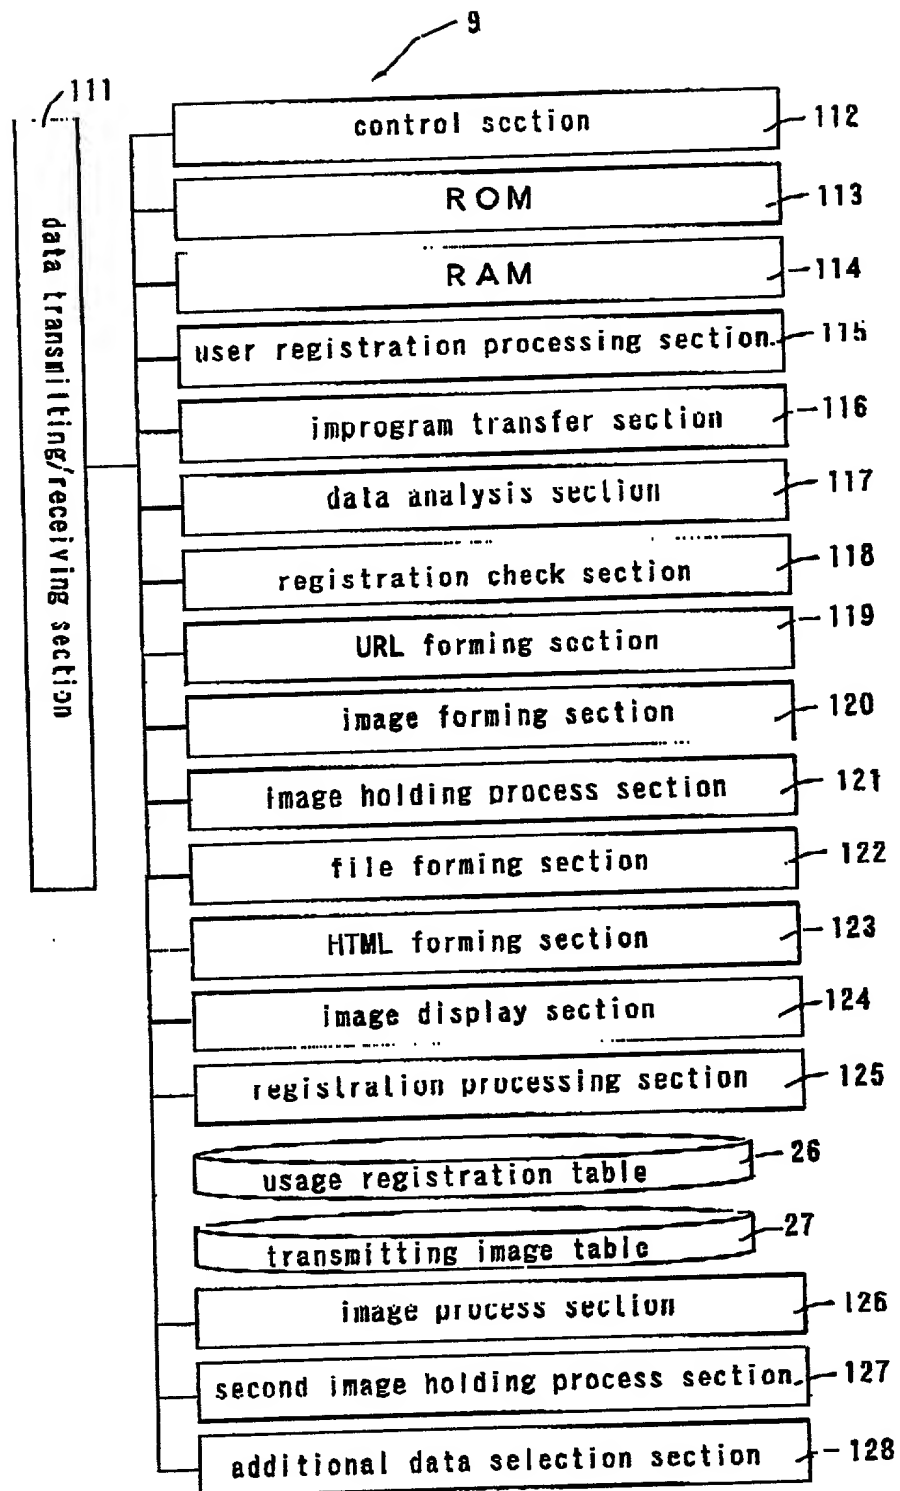 9
111
data transmitting/receiving section
control section 112
ROM 113
RAM 114
user registration processing section 115
improgram transfer section 116
data analysis section 117
registration check section 118
URL forming section 119
image forming section 120
image holding process section 121
file forming section 122
HTML forming section 123
image display section 124
registration processing section 125
usage registration table 26
transmitting image table 27
image process section 126
second image holding process section 127
additional data selection section 128